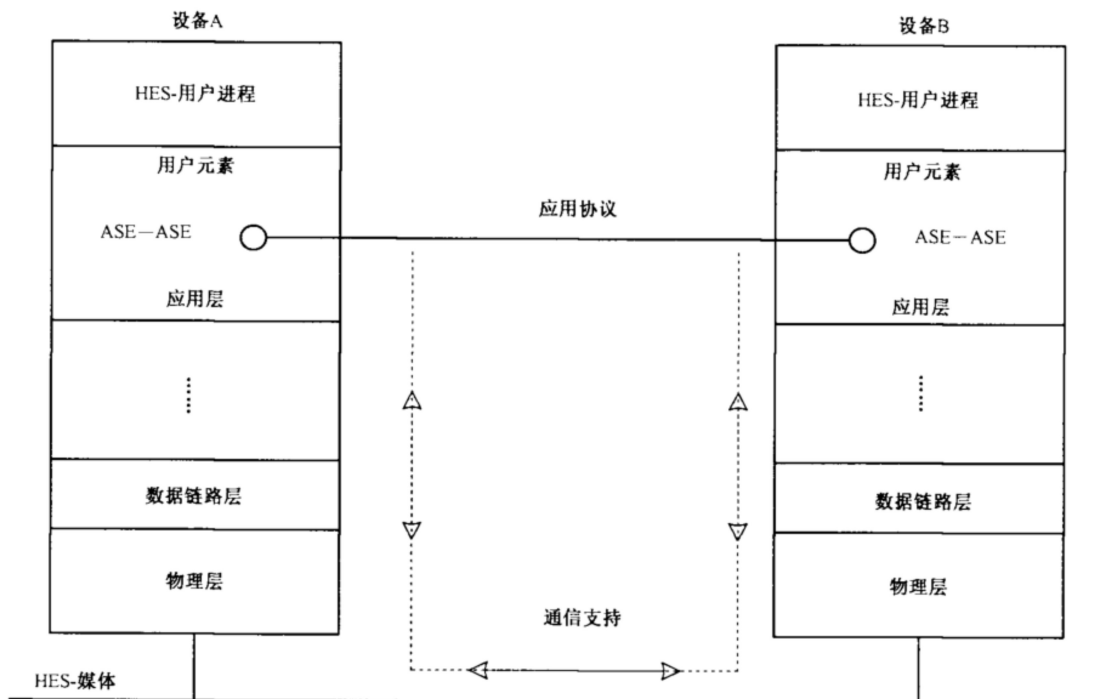 设备A
设备B
HES-用户进程
HES-用户进程
用户元素
用户元素
应用协议
ASE—ASE
ASE—ASE
应用层
应用层
数据链路层
数据链路层
物理层
物理层
通信支持
HES-媒体